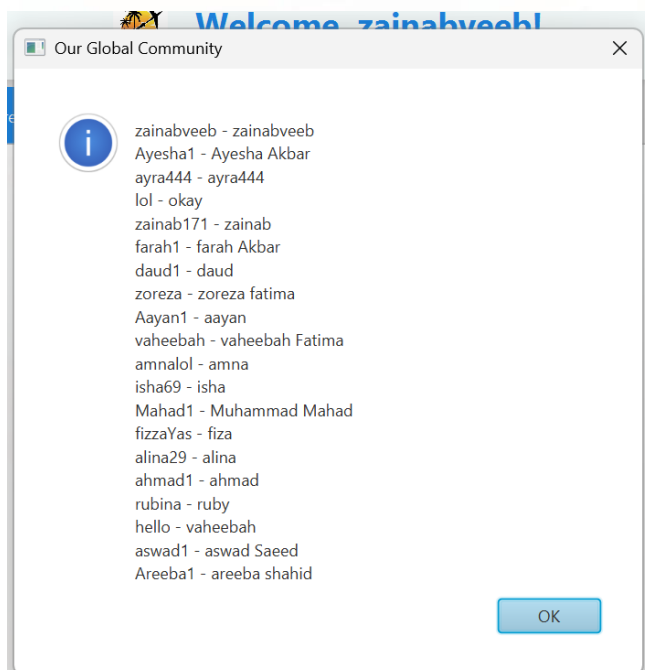 Welcome, zainabveeb!
Our Global Community
zainabveeb - zainabveeb
Ayesha1 - Ayesha Akbar
ayra444 - ayra444
lol - okay
zainab171 - zainab
farah1 - farah Akbar
daud1 - daud
zoreza - zoreza fatima
Aayan1 - aayan
vaheebah - vaheebah Fatima
amnalol - amna
isha69 - isha
Mahad1 - Muhammad Mahad
fizzaYas - fiza
alina29 - alina
ahmad1 - ahmad
rubina - ruby
hello - vaheebah
aswad1 - aswad Saeed
Areeba1 - areeba shahid
OK